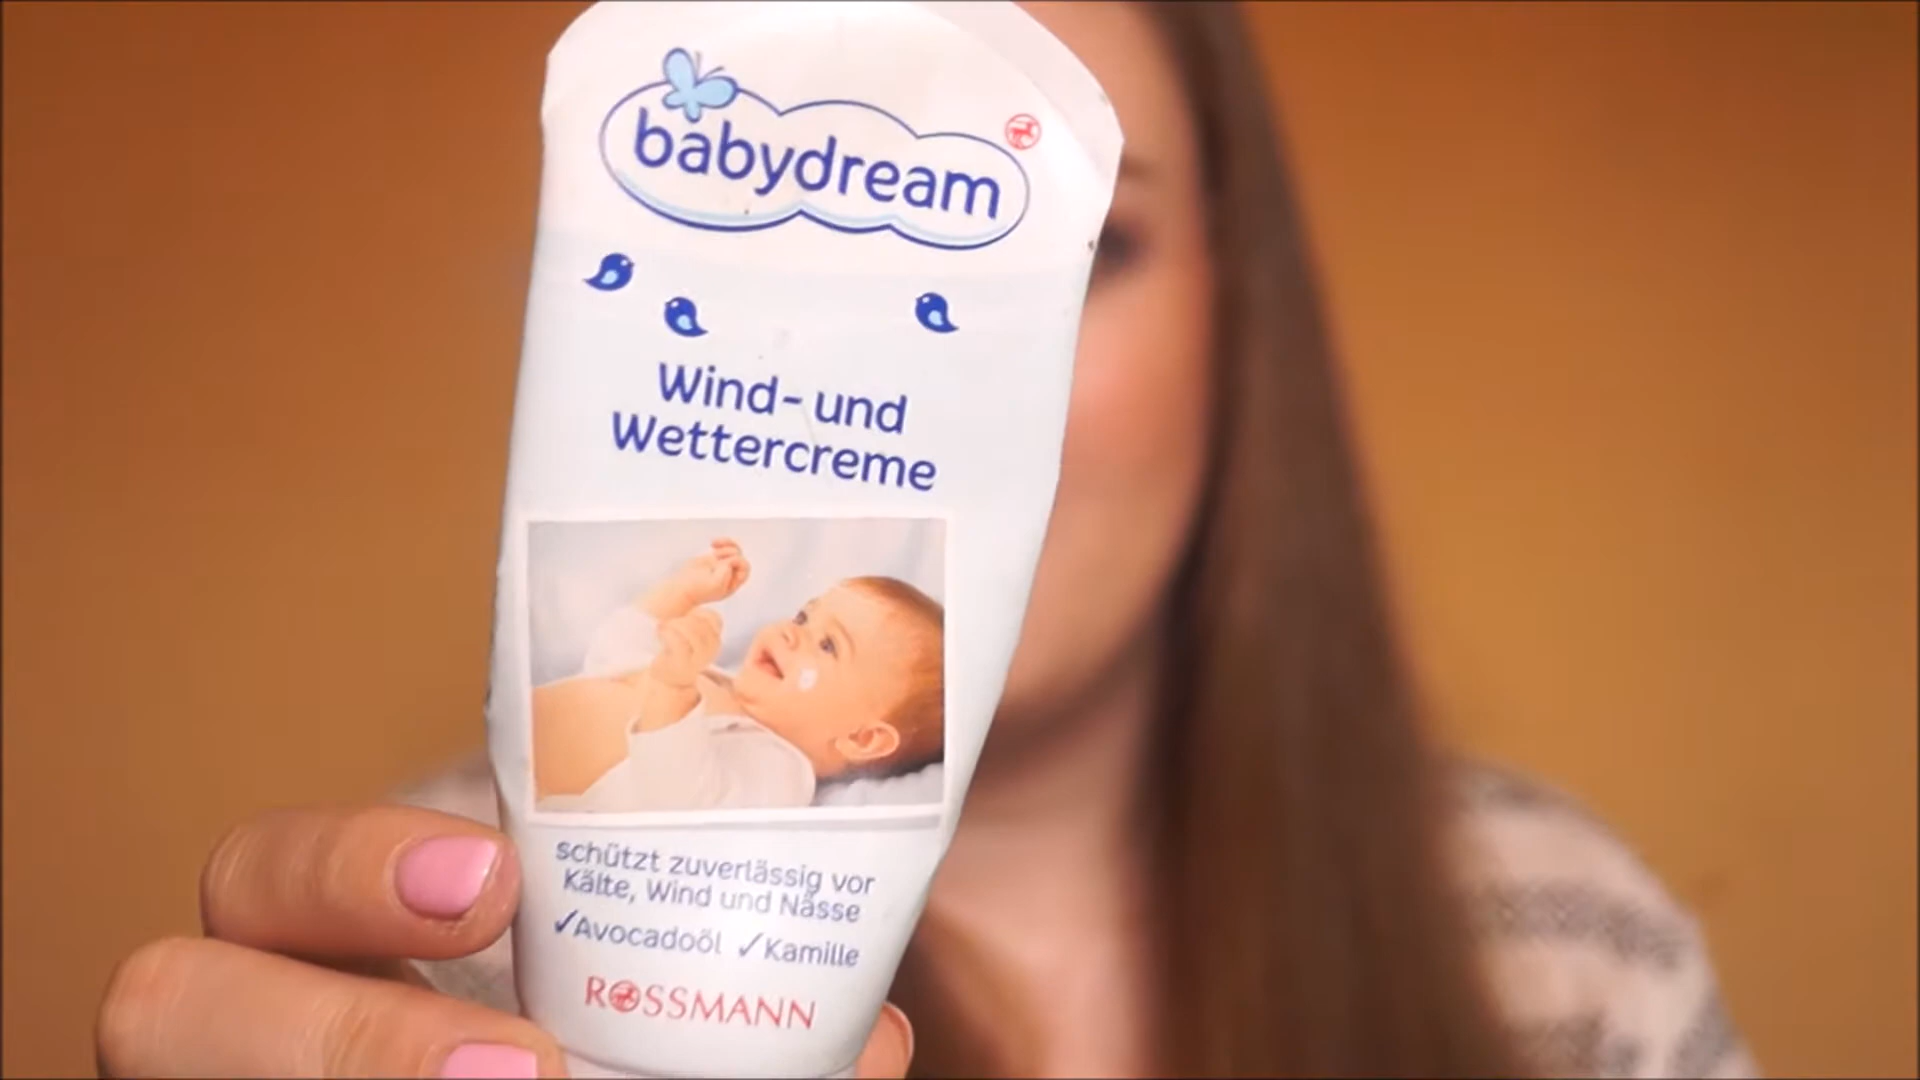 babydream
Wind- und
Wettercreme
schützt zuverlässig vor
Kälte, Wind und Nässe
✓Avocadoöl ✓Kamille
ROSSMANN